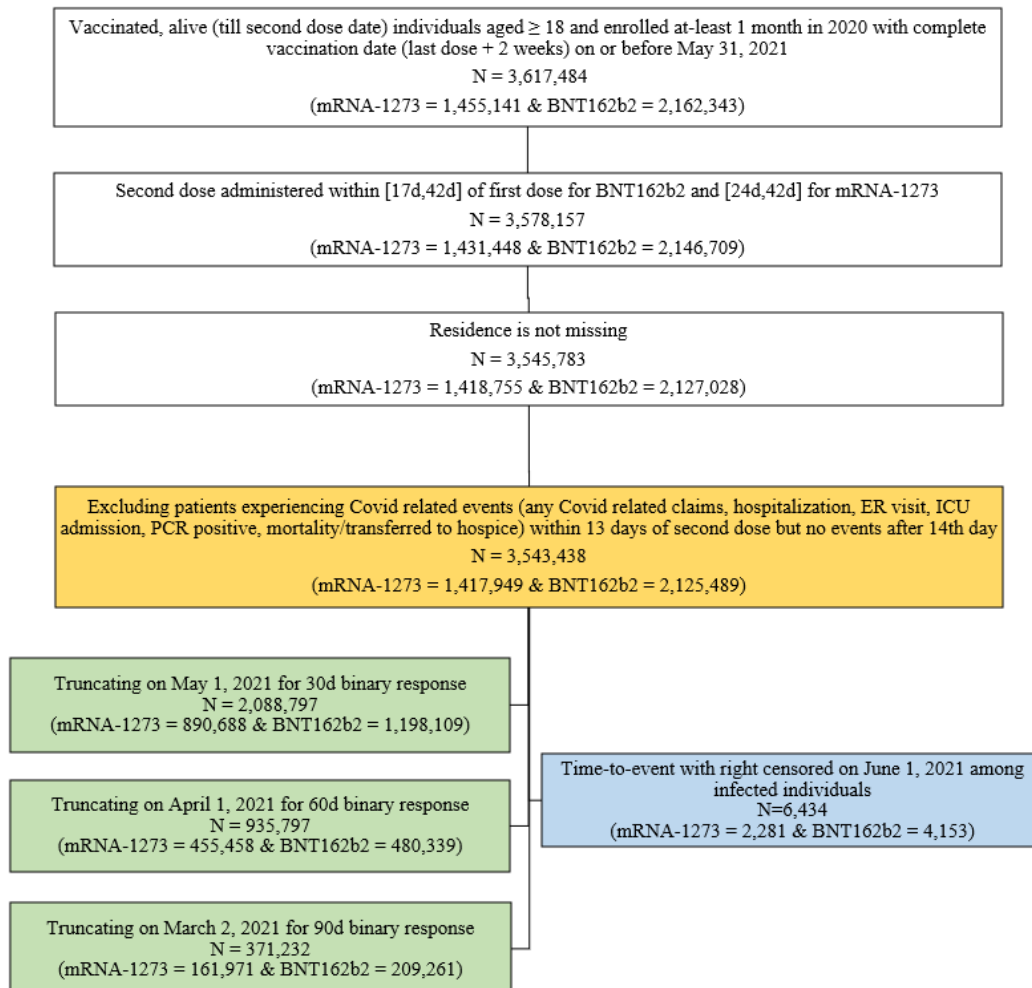 Vaccinated, alive (till second dose date) individuals aged ≥ 18 and enrolled at-least 1 month in 2020 with complete
vaccination date (last dose + 2 weeks) on or before May 31, 2021
N = 3,617,484
(mRNA-1273 = 1,455,141 & BNT162b2 = 2,162,343)
Second dose administered within [17d,42d] of first dose for BNT162b2 and [24d,42d] for mRNA-1273
N = 3,578,157
(mRNA-1273 = 1,431,448 & BNT162b2 = 2,146,709)
Residence is not missing
N = 3,545,783
(mRNA-1273 = 1,418,755 & BNT162b2 = 2,127,028)
Excluding patients experiencing Covid related events (any Covid related claims, hospitalization, ER visit, ICU
admission, PCR positive, mortality/transferred to hospice) within 13 days of second dose but no events after 14th day
N = 3,543,438
(mRNA-1273 = 1,417,949 & BNT162b2 = 2,125,489)
Truncating on May 1, 2021 for 30d binary response
N = 2,088,797
(mRNA-1273 = 890,688 & BNT162b2 = 1,198,109)
Time-to-event with right censored on June 1, 2021 among
infected individuals
N=6,434
(mRNA-1273 = 2,281 & BNT162b2 = 4,153)
Truncating on April 1, 2021 for 60d binary response
N = 935,797
(mRNA-1273 = 455,458 & BNT162b2 = 480,339)
Truncating on March 2, 2021 for 90d binary response
N = 371,232
(mRNA-1273 = 161,971 & BNT162b2 = 209,261)